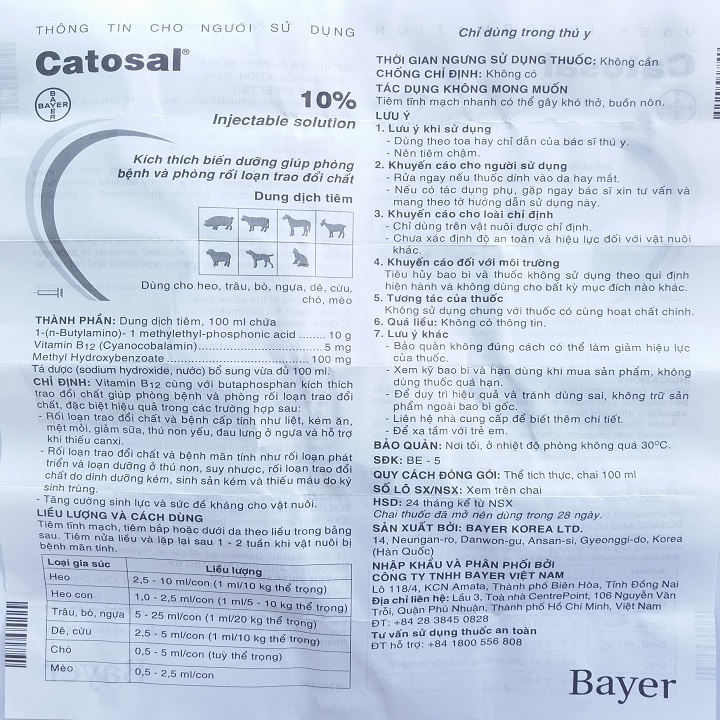 THÔNG TIN CHO NGƯỜI SỬ DỤNG
Catosal®
BAYER
BAYER
10%
Injectable solution
Kích thích biến dưỡng giúp phòng
bệnh và phòng rối loạn trao đổi chất
Dung dịch tiêm
Dùng cho heo, trâu, bò, ngựa, dê, cừu,
chó, mèo
THÀNH PHẦN: Dung dịch tiêm, 100 ml chứa
1-(n-Butylamino)- 1 methylethyl-phosphonic acid ........ 10 g
Vitamin B12 (Cyanocobalamin)................................ 5 mg
Methyl Hydroxybenzoate ................................... 100 mg
Tá dược (sodium hydroxide, nước) bổ sung vừa đủ 100 ml.
CHỈ ĐỊNH: Vitamin B12 cùng với butaphosphan kích thích
trao đổi chất giúp phòng bệnh và phòng rối loạn trao đổi
chất, đặc biệt hiệu quả trong các trường hợp sau:
- Rối loạn trao đổi chất và bệnh cấp tính như liệt, kém ăn,
mệt mỏi, giảm sữa, thú non yếu, đau lưng ở ngựa và hỗ trợ
khi thiếu canxi.
- Rối loạn trao đổi chất và bệnh mãn tính như rối loạn phát
triển và loạn dưỡng ở thú non, suy nhược, rối loạn trao đổi
chất do dinh dưỡng kém, sinh sản kém và thiếu máu do ký
sinh trùng.
- Tăng cường sinh lực và sức đề kháng cho vật nuôi.
LIỀU LƯỢNG VÀ CÁCH DÙNG
Tiêm tĩnh mạch, tiêm bắp hoặc dưới da theo liều trong bảng
sau. Tiêm nửa liều và lặp lại sau 1 - 2 tuần khi vật nuôi bị
bệnh mãn tính.
Loại gia súc Liều lượng
Heo 2,5 - 10 ml/con (1 ml/10 kg thể trọng)
Heo con 1,0 - 2,5 ml/con (1 ml/5 - 10 kg thể trọng)
Trâu, bò, ngựa 5 - 25 ml/con (1 ml/20 kg thể trọng)
Dê, cừu 2,5 - 5 ml/con (1 ml/10 kg thể trọng)
Chó 0,5 - 5 ml/con (tuỳ thể trọng)
Mèo 0,5 - 2,5 ml/con
Chỉ dùng trong thú y
THỜI GIAN NGƯNG SỬ DỤNG THUỐC: Không cần
CHỐNG CHỈ ĐỊNH: Không có
TÁC DỤNG KHÔNG MONG MUỐN
Tiêm tĩnh mạch nhanh có thể gây khó thở, buồn nôn.
LƯU Ý
1. Lưu ý khi sử dụng
- Dùng theo toa hay chỉ dẫn của bác sĩ thú y.
- Nên tiêm chậm.
2. Khuyến cáo cho người sử dụng
- Rửa ngay nếu thuốc dính vào da hay mắt.
- Nếu có tác dụng phụ, gặp ngay bác sĩ xin tư vấn và
mang theo tờ hướng dẫn sử dụng này.
3. Khuyến cáo cho loài chỉ định
- Chỉ dùng trên vật nuôi được chỉ định.
- Chưa xác định độ an toàn và hiệu lực đối với vật nuôi
khác.
4. Khuyến cáo đối với môi trường
Tiêu hủy bao bì và thuốc không sử dụng theo qui định
hiện hành và không dùng cho bất kỳ mục đích nào khác.
5. Tương tác của thuốc
Không sử dụng chung với thuốc có cùng hoạt chất chính.
6. Quá liều: Không có thông tin.
7. Lưu ý khác
- Bảo quản không đúng cách có thể làm giảm hiệu lực
của thuốc.
- Xem kỹ bao bì và hạn dùng khi mua sản phẩm, không
dùng thuốc quá hạn.
- Để duy trì hiệu quả và tránh dùng sai, không trữ sản
phẩm ngoài bao bì gốc.
- Liên hệ nhà cung cấp để biết thêm chi tiết.
- Để xa tầm với trẻ em.
BẢO QUẢN: Nơi tối, ở nhiệt độ phòng không quá 30ºC.
SĐK: BE - 5
QUY CÁCH ĐÓNG GÓI: Thể tích thực, chai 100 ml
SỐ LÔ SX/NSX: Xem trên chai
HSD: 24 tháng kể từ NSX
Chai thuốc đã mở nên dùng trong 28 ngày.
SẢN XUẤT BỞI: BAYER KOREA LTD.
14, Neungan-ro, Danwon-gu, Ansan-si, Gyeonggi-do, Korea
(Hàn Quốc)
NHẬP KHẨU VÀ PHÂN PHỐI BỞI
CÔNG TY TNHH BAYER VIỆT NAM
Lô 118/4, KCN Amata, Thành phố Biên Hòa, Tỉnh Đồng Nai
Địa chỉ liên hệ: Lầu 3, Toà nhà CentrePoint, 106 Nguyễn Văn
Trỗi, Quận Phú Nhuận, Thành phố Hồ Chí Minh, Việt Nam
ĐT: +84 28 3845 0828
Tư vấn sử dụng thuốc an toàn
ĐT hỗ trợ: +84 1800 556 808
Bayer